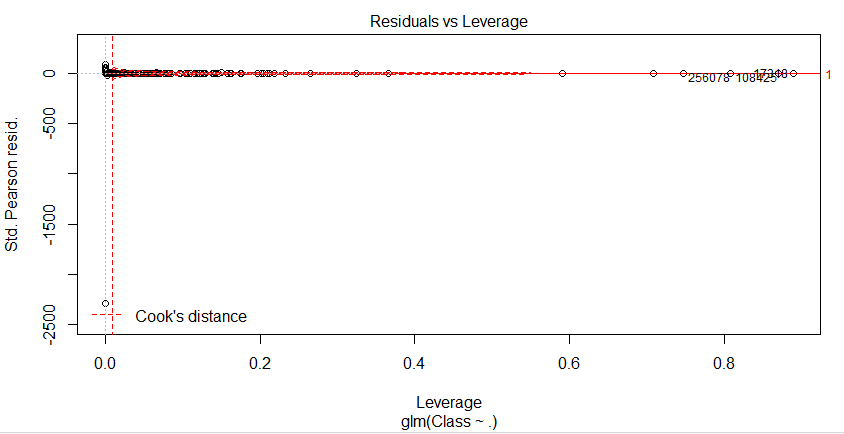 Residuals vs Leverage
Std. Pearson resid.
0
-500
-1500
-2500
256078
108425
1
Cook's distance
0.0
0.2
0.4
0.6
0.8
Leverage
glm(Class ~ .)